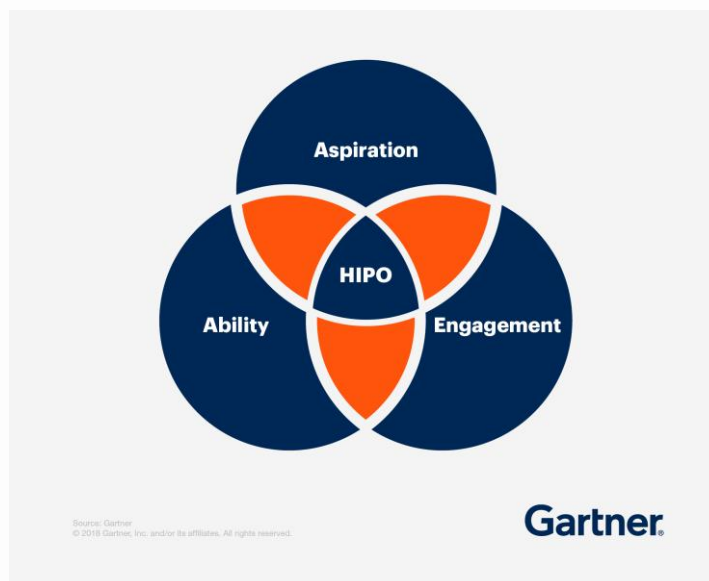 Aspiration
HIPO
Ability
Engagement
Source: Gartner
© 2018 Gartner, Inc. and/or its affiliates. All rights reserved.
Gartner®